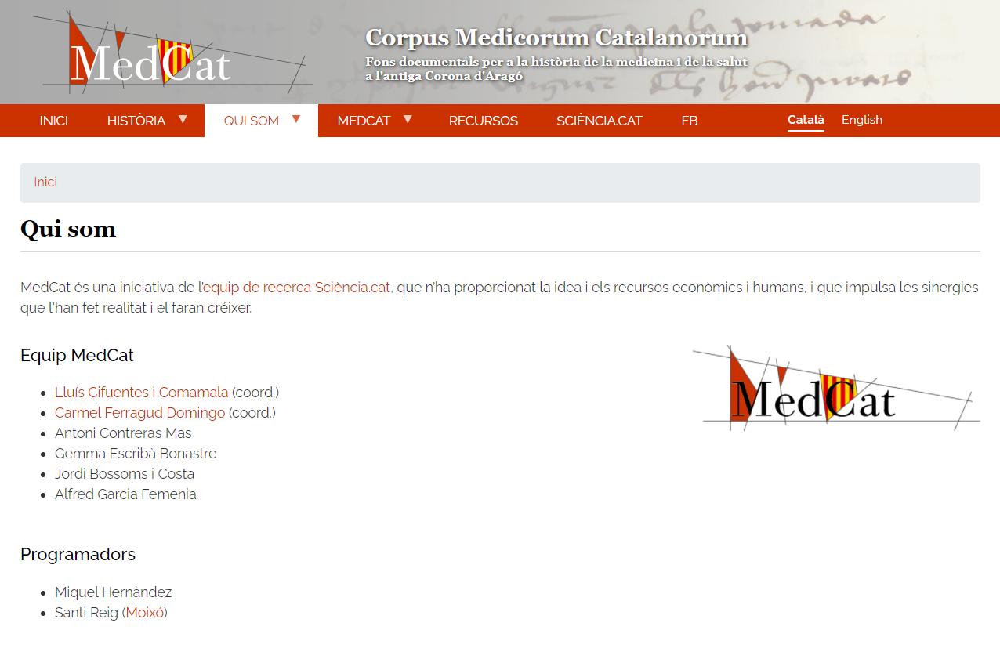 MedCat
Corpus Medicorum Catalanorum
Fons documentals per a la història de la medicina i de la salut
a l'antiga Corona d'Aragó
jornada
INICI HISTÒRIA ▼ QUI SOM ▼ MEDCAT ▼ RECURSOS SCIÈNCIA.CAT FB Català English
Inici
Qui som
MedCat és una iniciativa de l'equip de recerca Sciència.cat, que n'ha proporcionat la idea i els recursos econòmics i humans, i que impulsa les sinergies
que l'han fet realitat i el faran créixer.
Equip MedCat
MedCat
• Lluís Cifuentes i Comamala (coord.)
• Carmel Ferragud Domingo (coord.)
• Antoni Contreras Mas
• Gemma Escribà Bonastre
• Jordi Bossoms i Costa
• Alfred Garcia Femenia
Programadors
• Miquel Hernàndez
• Santi Reig (Moixó)